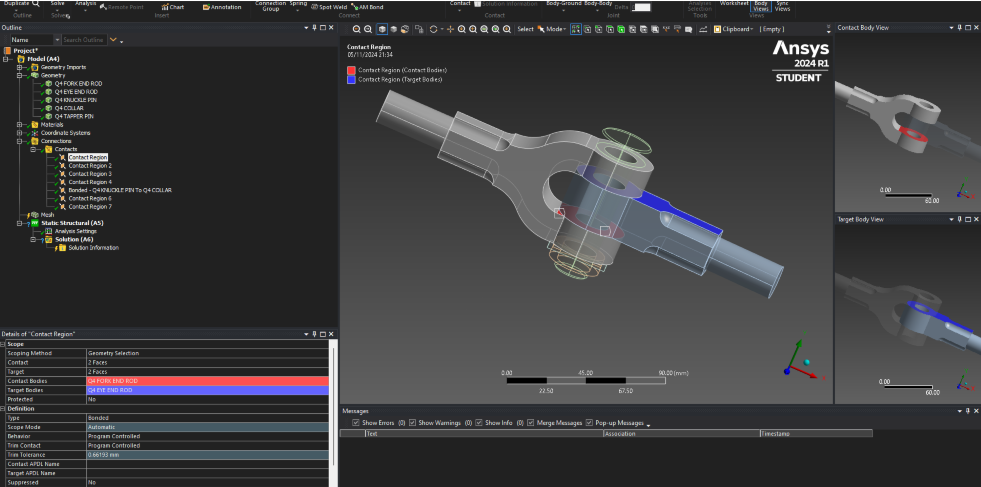 Duplicate
Solve
Analysis
Remote Point
Chart
Annotation
Connection
Group
Spring
Spot Weld
AM Bond
Contact
Solution Information
Body-Ground
Body-Body
Delta
Analysis
Selection
Worksheet
Body
Views
Sync
Views
Outline
Solve
Insert
Connect
Contact
Joint
Tools
Views
Outline
Name
Search Outline
Project*
Model (A4)
Geometry Imports
Geometry
Q4 FORK END ROD
Q4 EYE END ROD
Q4 KNUCKLE PIN
Q4 COLLAR
Q4 TAPPER PIN
Materials
Coordinate Systems
Connections
Contacts
Contact Region
Contact Region 2
Contact Region 3
Contact Region 4
Bonded - Q4 KNUCKLE PIN To Q4 COLLAR
Contact Region 6
Contact Region 7
Mesh
Static Structural (A5)
Analysis Settings
Solution (A6)
Solution Information
Details of "Contact Region"
Scope
Scoping Method Geometry Selection
Contact 2 Faces
Target 2 Faces
Contact Bodies Q4 FORK END ROD
Target Bodies Q4 EYE END ROD
Protected No
Definition
Type Bonded
Scope Mode Automatic
Behavior Program Controlled
Trim Contact Program Controlled
Trim Tolerance 0.66193 mm
Contact APDL Name
Target APDL Name
Suppressed No
Select Mode Clipboard [ Empty ]
Contact Region
05/11/2024 21:34
Contact Region (Contact Bodies)
Contact Region (Target Bodies)
Ansys
2024 R1
STUDENT
0.00 45.00 90.00 (mm)
22.50 67.50
Messages
Show Errors (0) Show Warnings (0) Show Info (0) Merge Messages Pop-up Messages
Text Association Timestamp
Contact Body View
0.00
60.00
Target Body View
0.00
60.00